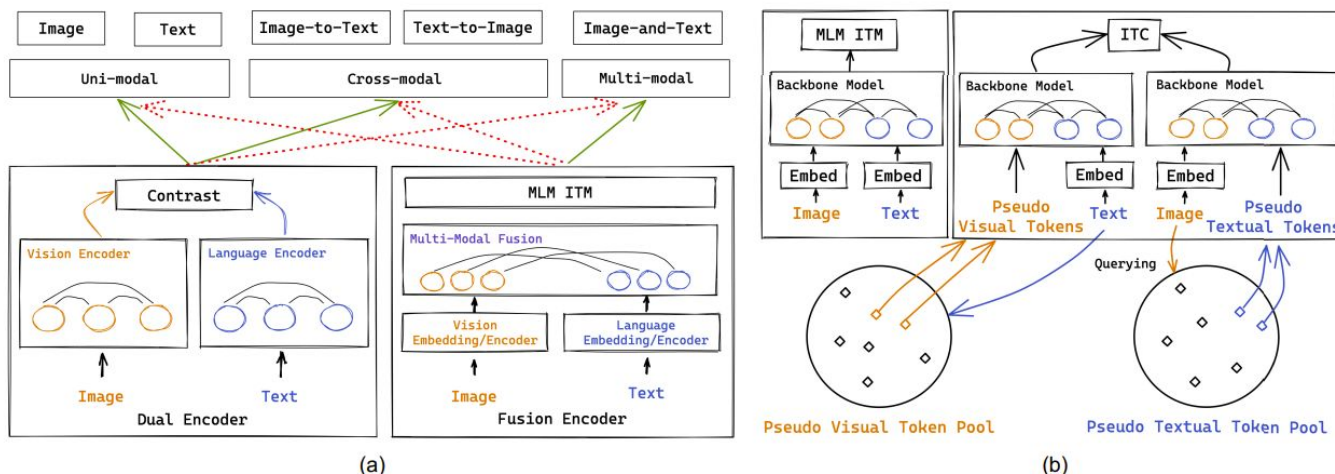 Image
Text
Image-to-Text
Text-to-Image
Image-and-Text
Uni-modal
Cross-modal
Multi-modal
Contrast
Vision Encoder
Language Encoder
Image
Text
Dual Encoder
MLM ITM
Multi-Modal Fusion
Vision
Embedding/Encoder
Language
Embedding/Encoder
Image
Text
Fusion Encoder
(a)
MLM ITM
Backbone Model
Embed
Embed
Image
Text
ITC
Backbone Model
Backbone Model
Embed
Embed
Pseudo
Visual Tokens
Text
Image
Pseudo
Textual Tokens
Querying
Pseudo Visual Token Pool
Pseudo Textual Token Pool
(b)